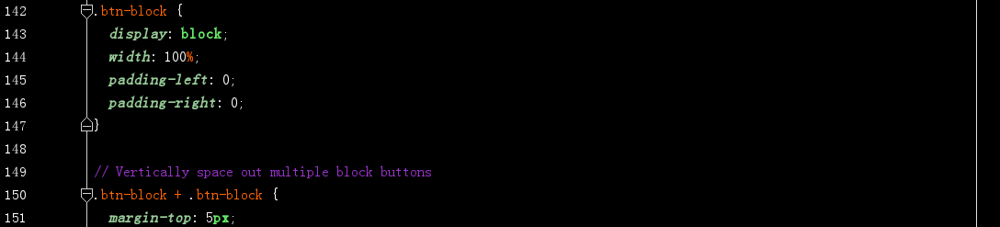 142 .btn-block {
143 display: block;
144 width: 100%;
145 padding-left: 0;
146 padding-right: 0;
147 }
148
149 // Vertically space out multiple block buttons
150 .btn-block + .btn-block {
151 margin-top: 5px;